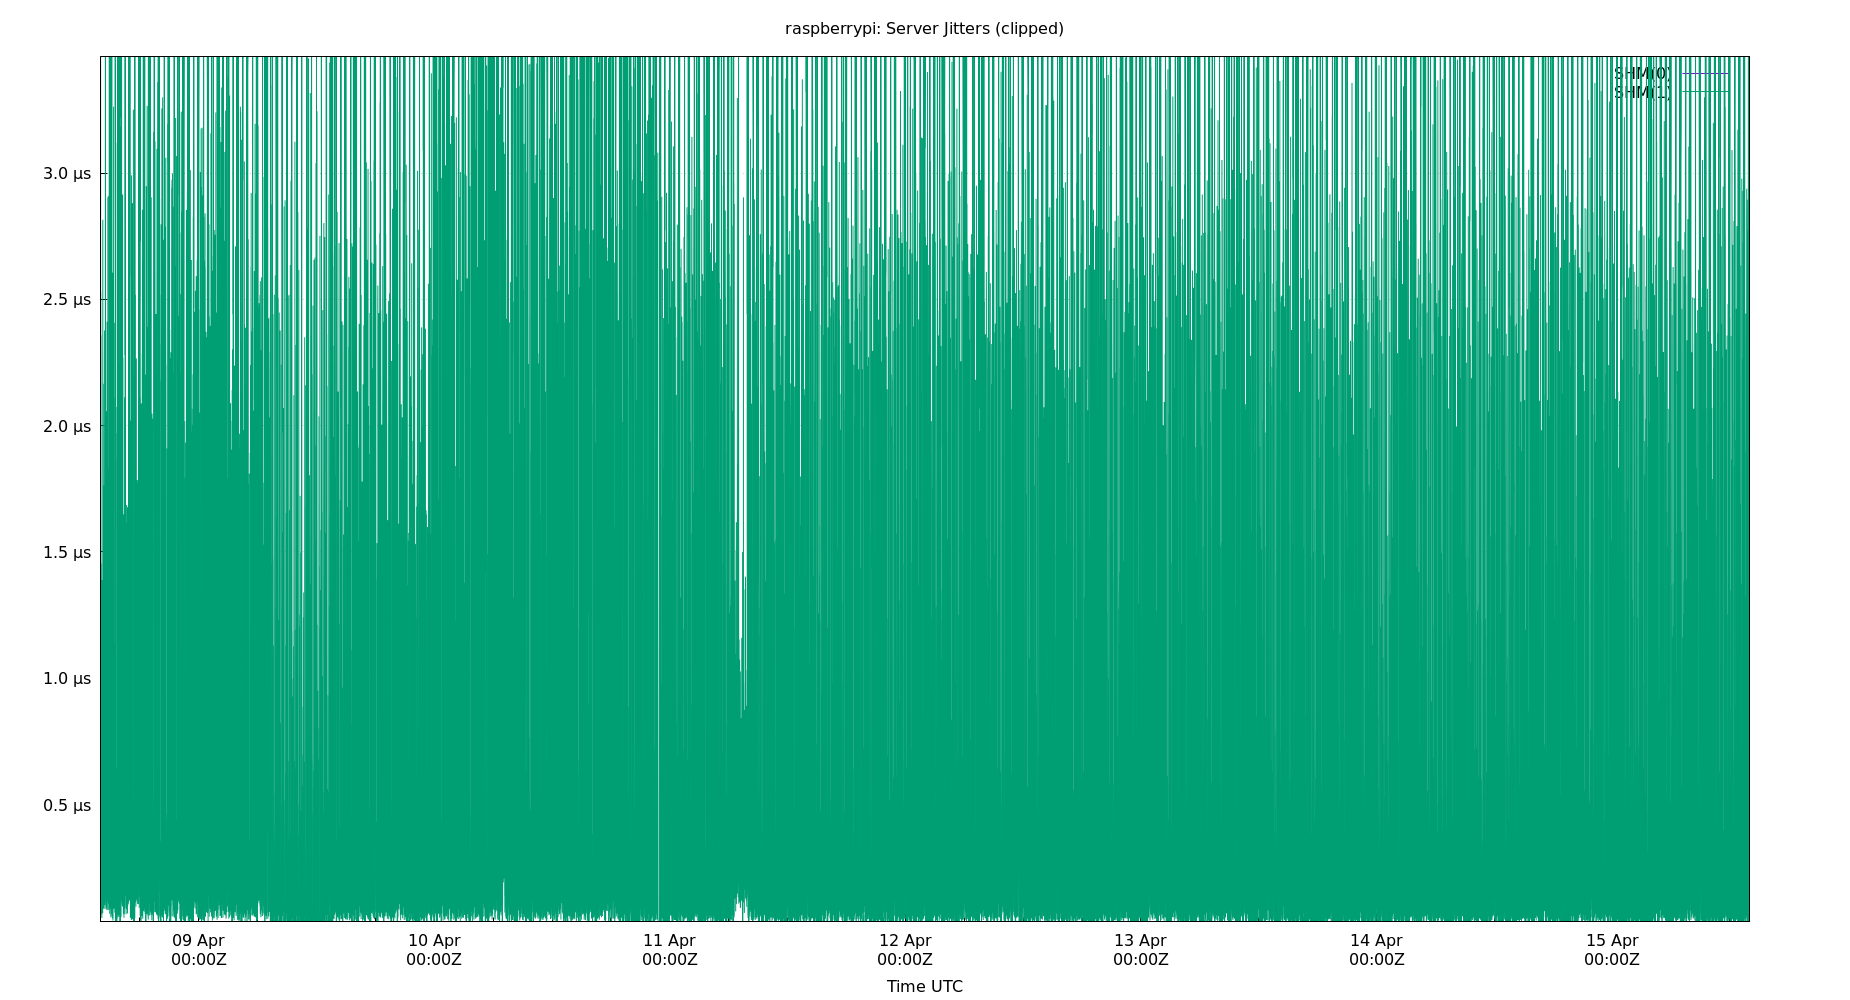 raspberrypi: Server Jitters (clipped)
SHM(0)
SHM(1)
3.0 µs
2.5 µs
2.0 µs
1.5 µs
1.0 µs
0.5 µs
09 Apr 10 Apr 11 Apr 12 Apr 13 Apr 14 Apr 15 Apr
00:00Z 00:00Z 00:00Z 00:00Z 00:00Z 00:00Z 00:00Z
Time UTC